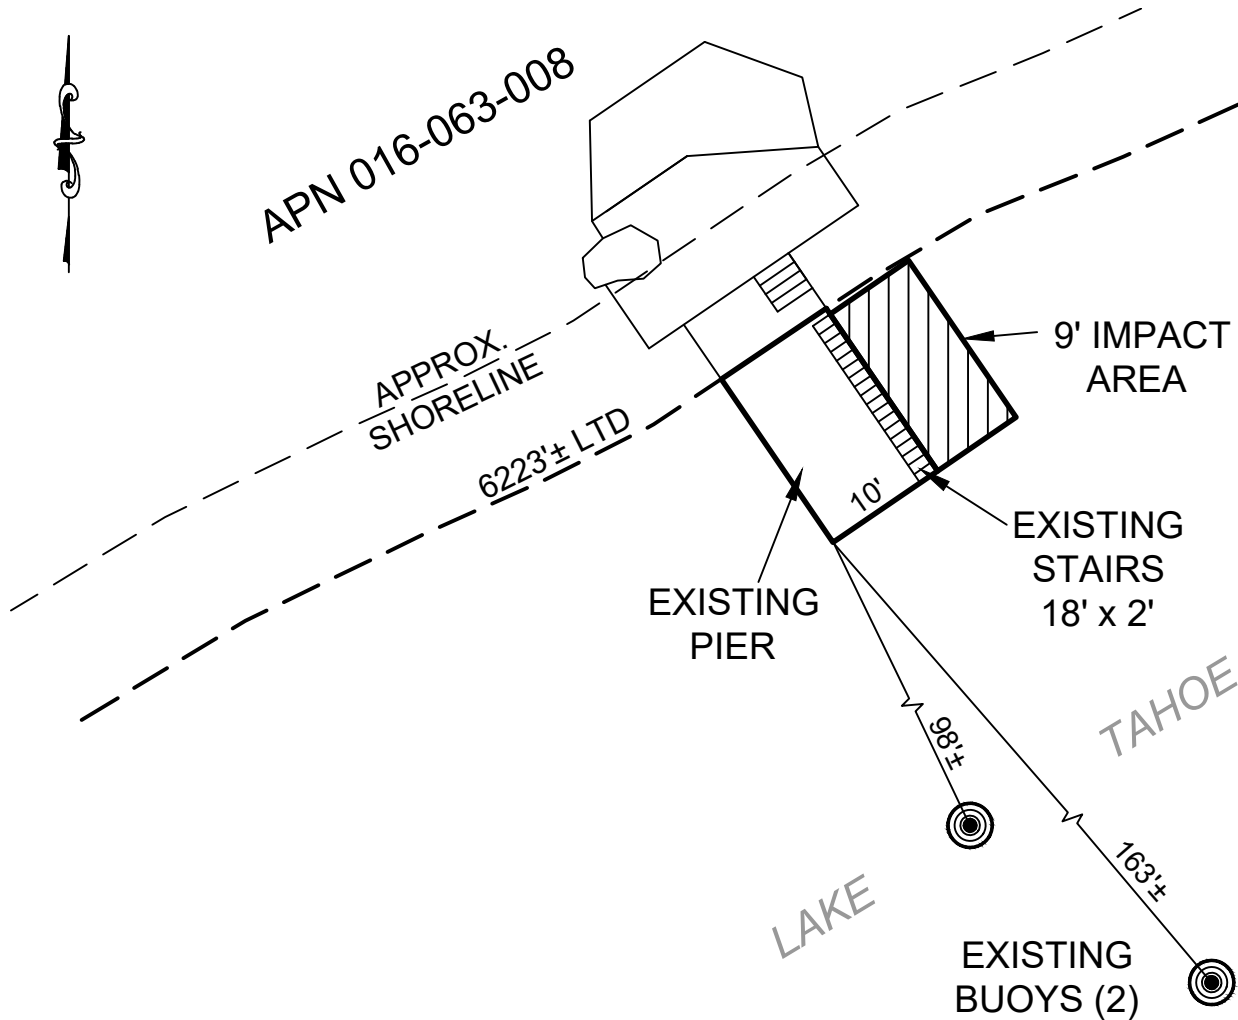 APN 016-063-008
APPROX.
SHORELINE
6223'± LTD
9' IMPACT
AREA
10'
EXISTING
STAIRS
18' x 2'
EXISTING
PIER
98'±
163'±
LAKE
TAHOE
EXISTING
BUOYS (2)